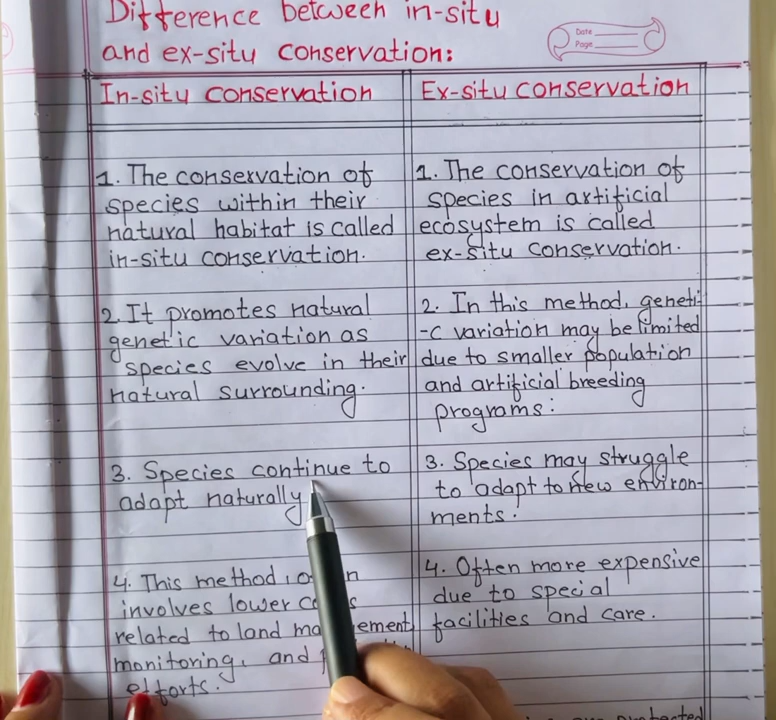 Difference between in-situ
and ex-situ conservation:
Date
Page
In-situ conservation
1. The conservation of
species within their
natural habitat is called
in-situ conservation.
2. It promotes natural
genetic variation as
species evolve in their
natural surrounding.
3. Species continue to
adapt naturally
4. This method
involves lower
related to land
monitoring, and
efforts.
Ex-situ conservation
1. The conservation of
species in artificial
ecosystem is called
ex-situ conservation.
2. In this method, geneti-
-c variation may be limited
due to smaller population
and artificial breeding
programs:
3. Species may struggle
to adapt to new environ-
ments.
4. Often more expensive
due to special
facilities and care.
protected